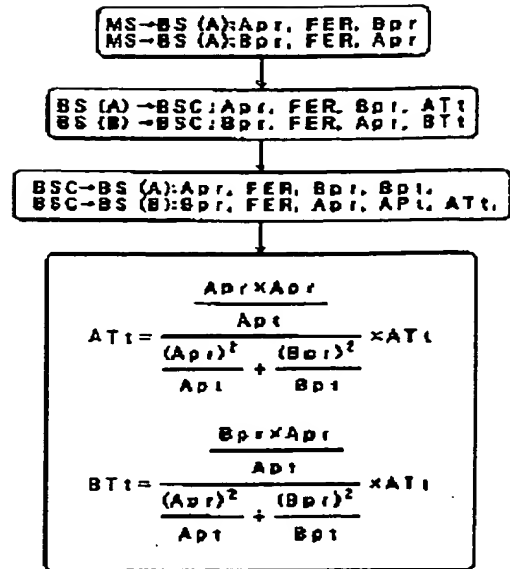 MS→BS (A):Apr, FER, Bpr
MS→BS (A):Bpr, FER, Apr
BS (A) →BSC:Apr, FER, Bpr, ATt
BS (B) →BSC:Bpr, FER, Apr, BTt
BSC→BS (A):Apr, FER, Bpr, Bpt,
BSC→BS (B):Bpr, FER, Apr, APt, ATt,
Apr×Apr
Apt
ATt= ×ATt
(Apr)² + (Bpr)²
Apt Bpt
Bpr×Apr
Apt
BTt= ×ATt
(Apr)² + (Bpr)²
Apt Bpt